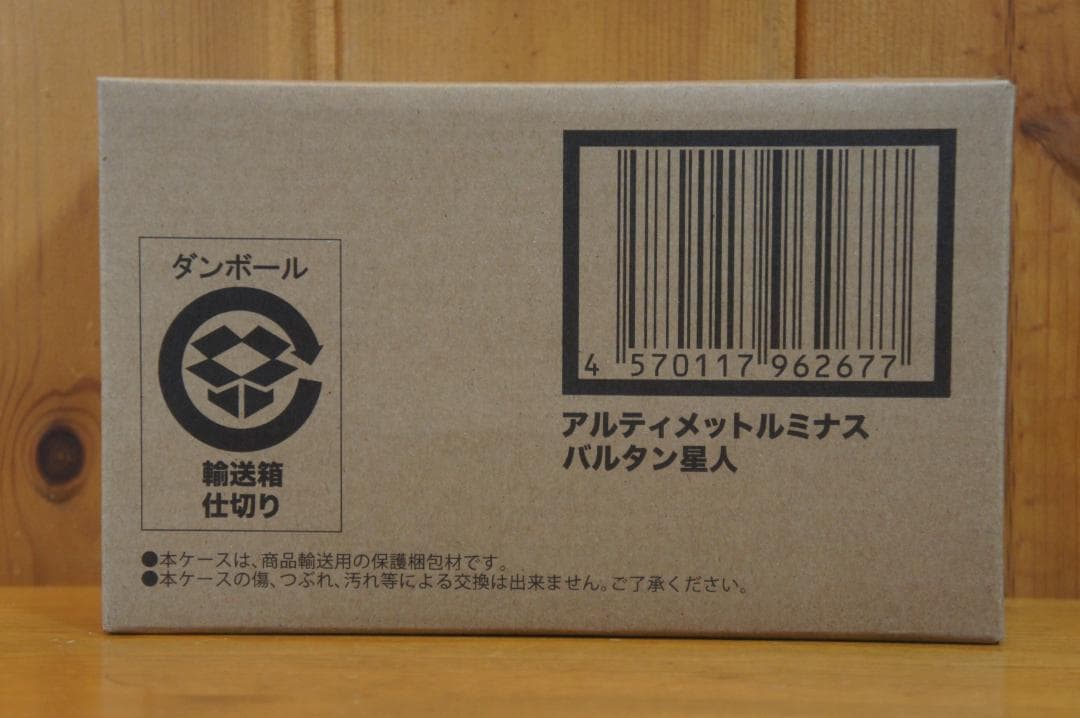 ダンボール
輸送箱
仕切り
4 570117 962677
アルティメットルミナス
バルタン星人
●本ケースは、商品輸送用の保護梱包材です。
●本ケースの傷、つぶれ、汚れ等による交換は出来ません。ご了承ください。